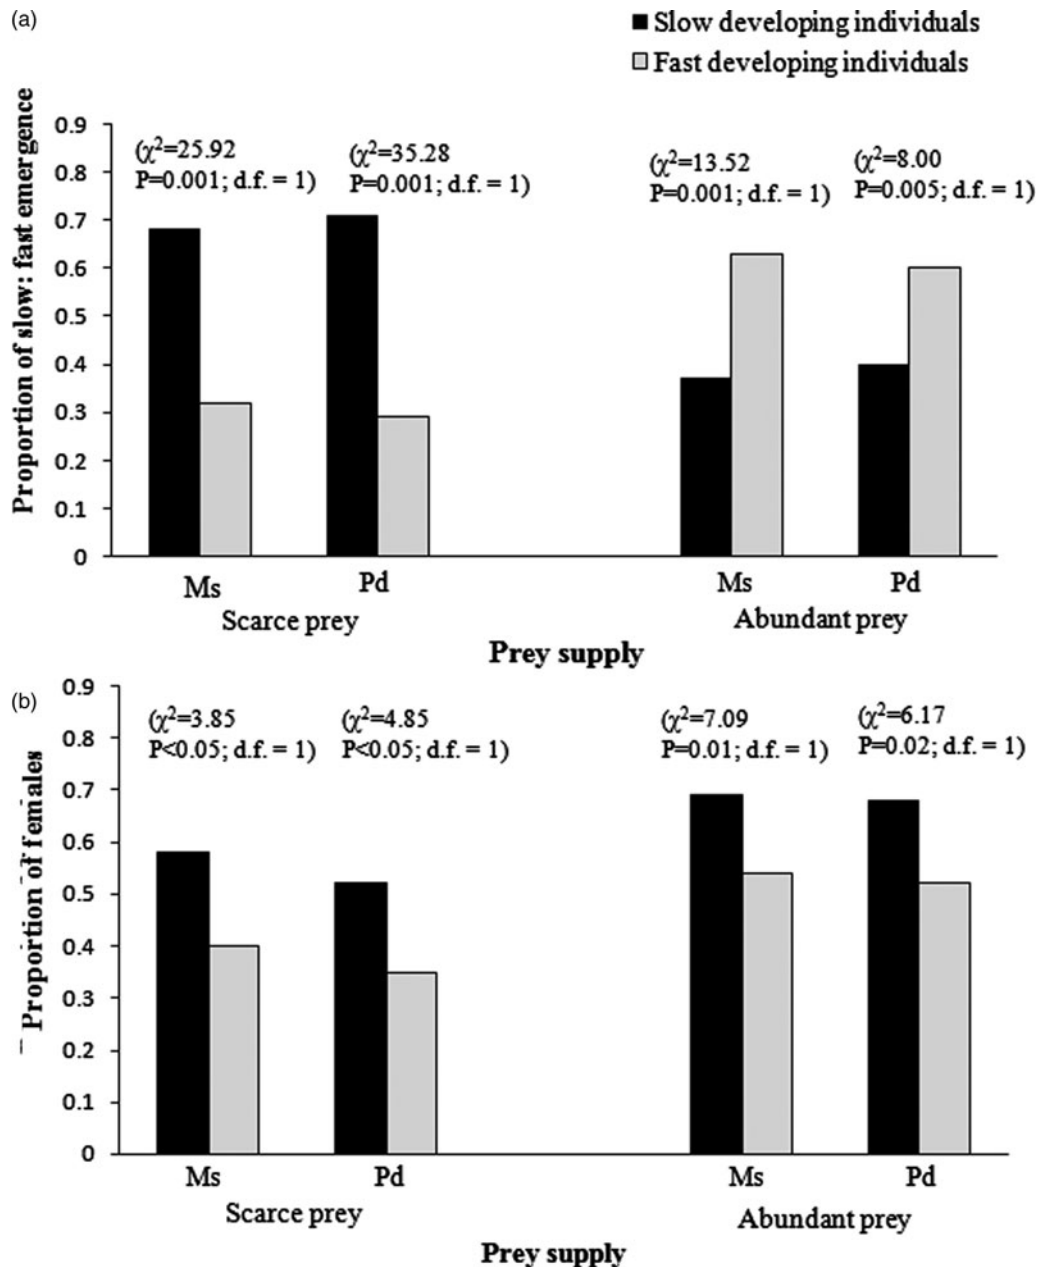 (a)
Slow developing individuals
Fast developing individuals
Proportion of slow: fast emergence
0.9
0.8
0.7
0.6
0.5
0.4
0.3
0.2
0.1
0
(χ²=25.92
P=0.001; d.f. = 1)
(χ²=35.28
P=0.001; d.f. = 1)
(χ²=13.52
P=0.001; d.f. = 1)
(χ²=8.00
P=0.005; d.f. = 1)
Ms
Pd
Ms
Pd
Scarce prey
Abundant prey
Prey supply
(b)
Proportion of females
0.9
0.8
0.7
0.6
0.5
0.4
0.3
0.2
0.1
0
(χ²=3.85
P<0.05; d.f. = 1)
(χ²=4.85
P<0.05; d.f. = 1)
(χ²=7.09
P=0.01; d.f. = 1)
(χ²=6.17
P=0.02; d.f. = 1)
Ms
Pd
Ms
Pd
Scarce prey
Abundant prey
Prey supply